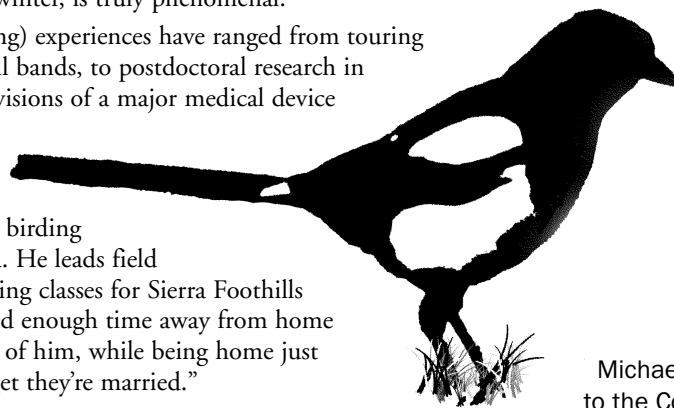 winter, is truly phenomenal.
ng) experiences have ranged from touring
ll bands, to postdoctoral research in
visions of a major medical device
birding
. He leads field
ing classes for Sierra Foothills
d enough time away from home
of him, while being home just
et they're married.”
Michae
to the Co